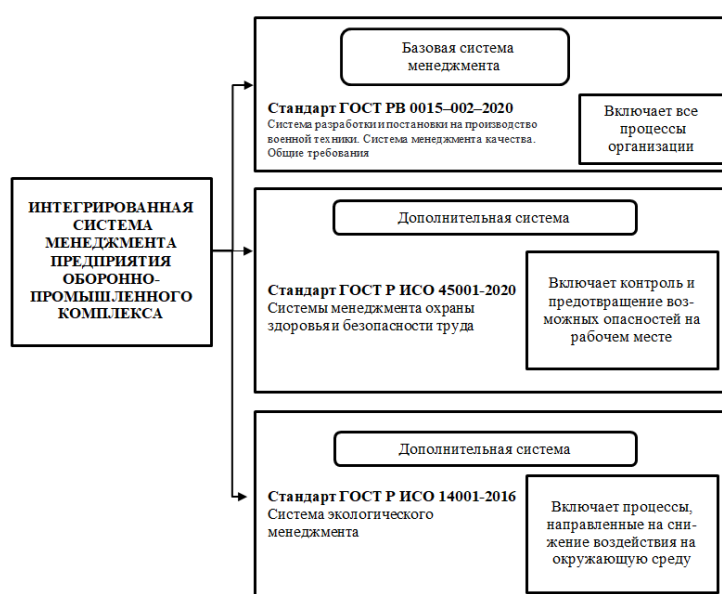 ИНТЕГРИРОВАННАЯ
СИСТЕМА
МЕНЕДЖМЕНТА
ПРЕДПРИЯТИЯ
ОБОРОННО-
ПРОМЫШЛЕННОГО
КОМПЛЕКСА
Базовая система
менеджмента
Стандарт ГОСТ РВ 0015–002–2020
Система разработки и постановки на производство
военной техники. Система менеджмента качества.
Общие требования
Включает все
процессы
организации
Дополнительная система
Стандарт ГОСТ Р ИСО 45001-2020
Системы менеджмента охраны
здоровья и безопасности труда
Включает контроль и
предотвращение воз-
можных опасностей на
рабочем месте
Дополнительная система
Стандарт ГОСТ Р ИСО 14001-2016
Система экологического
менеджмента
Включает процессы,
направленные на сни-
жение воздействия на
окружающую среду